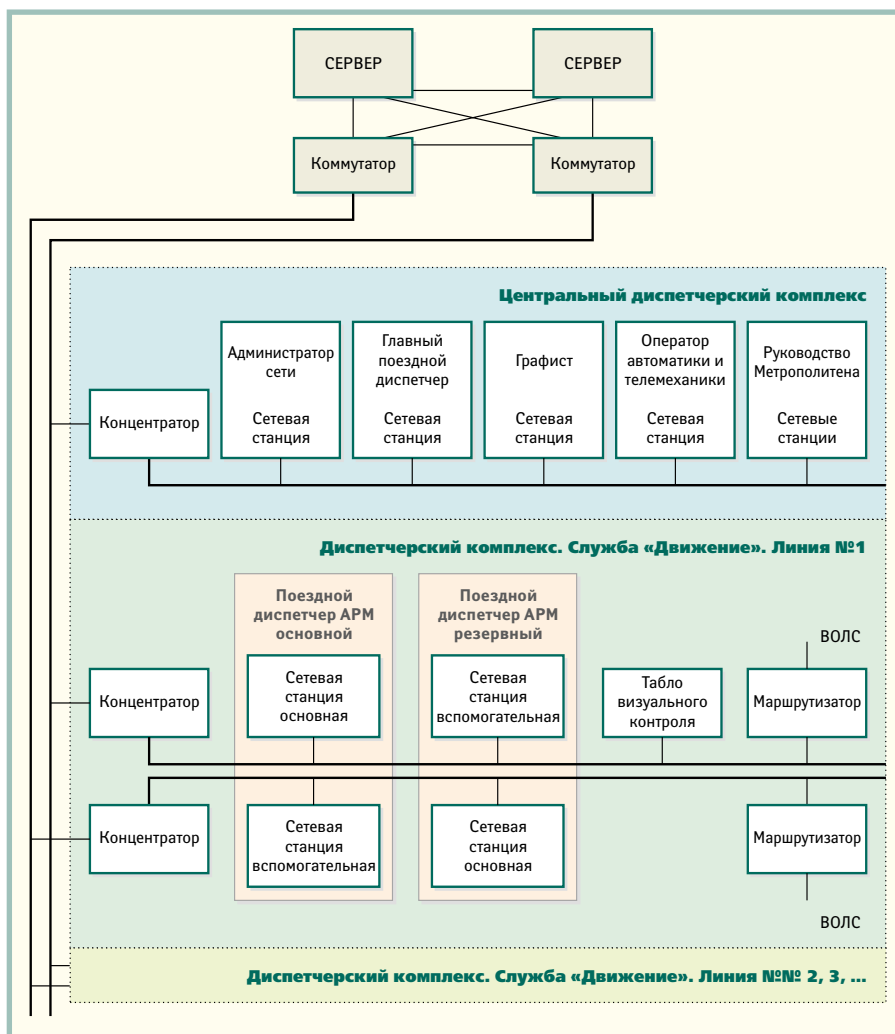 СЕРВЕР
СЕРВЕР
Коммутатор
Коммутатор
Центральный диспетчерский комплекс
Концентратор
Администратор
сети
Сетевая
станция
Главный
поездной
диспетчер
Сетевая
станция
Графист
Сетевая
станция
Оператор
автоматики и
телемеханики
Сетевая
станция
Руководство
Метрополитена
Сетевые
станции
Диспетчерский комплекс. Служба «Движение». Линия №1
Поездной
диспетчер АРМ
основной
Поездной
диспетчер АРМ
резервный
ВОЛС
Концентратор
Сетевая
станция
основная
Сетевая
станция
вспомогательная
Табло
визуального
контроля
Маршрутизатор
Концентратор
Сетевая
станция
вспомогательная
Сетевая
станция
основная
Маршрутизатор
ВОЛС
Диспетчерский комплекс. Служба «Движение». Линия №№ 2, 3, ...